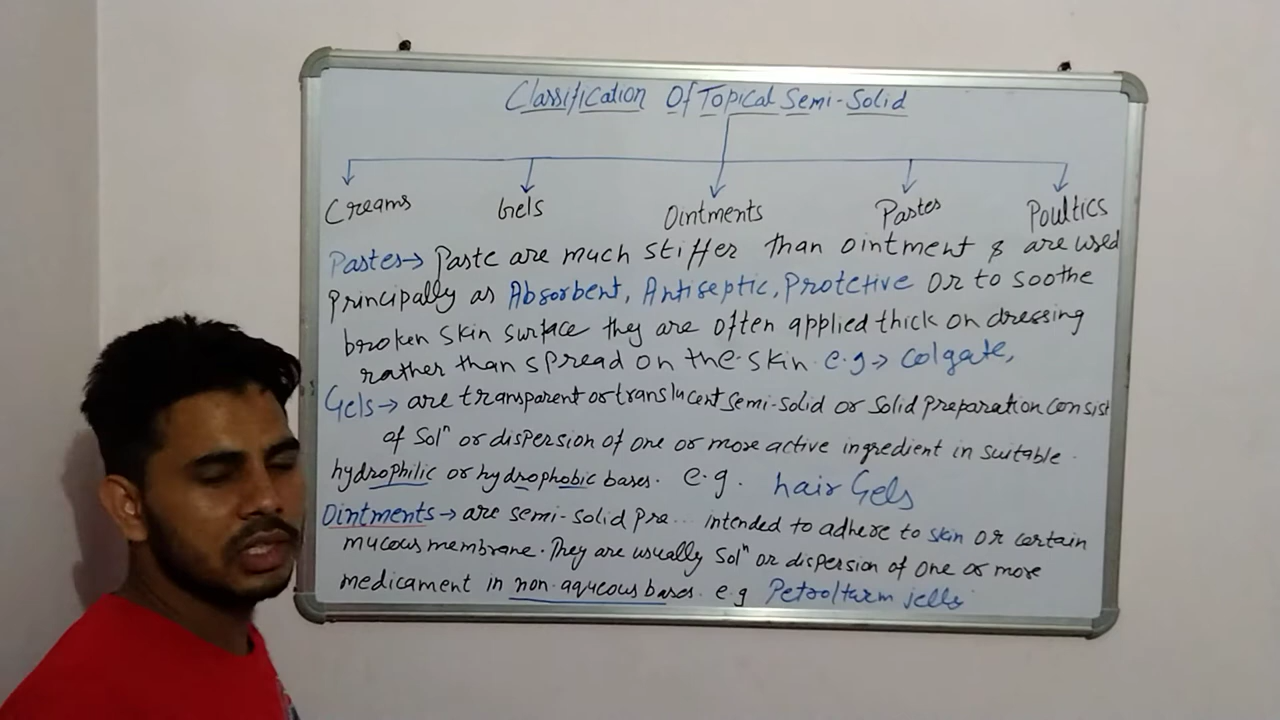 Classification Of Topical Semi-Solid
Creams Gels Ointments Pastes Poultics
Pastes→ Paste are much stiffer than ointment & are used
principally as Absorbent, Antiseptic, Protctive Or to soothe
broken skin surface they are often applied thick on dressing
rather than spread on the skin e.g→ Colgate,
Gels→ are transparent or translucent semi-solid or solid preparation consist
of Solⁿ or dispersion of one or more active ingredient in suitable
hydrophilic or hydrophobic bases. e.g. hair Gels
Ointments→ are semi-solid Pre... intended to adhere to skin or certain
mucous membrane. They are usually Solⁿ or dispersion of one or more
medicament in non-aqueous bases. e.g Petroltum jelly